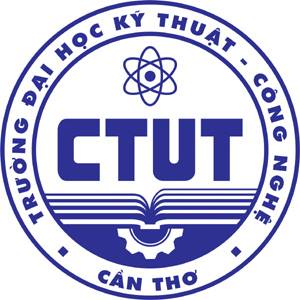 TRƯỜNG ĐẠI HỌC KỸ THUẬT - CÔNG NGHỆ
CTUT
CẦN THƠ